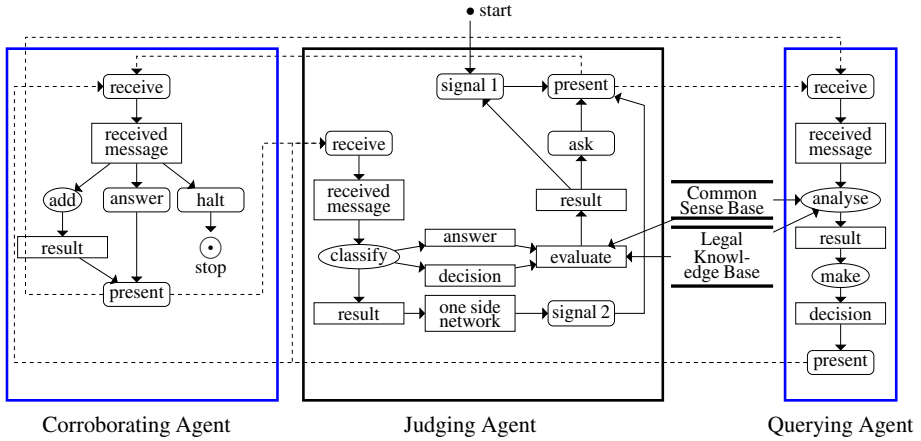 start
receive
received
message
add
answer
halt
result
stop
present
signal 1
present
receive
ask
received
message
result
answer
classify
evaluate
decision
result
one side
network
signal 2
Common
Sense Base
Legal
Knowl-
edge Base
receive
received
message
analyse
result
make
decision
present
Corroborating Agent
Judging Agent
Querying Agent